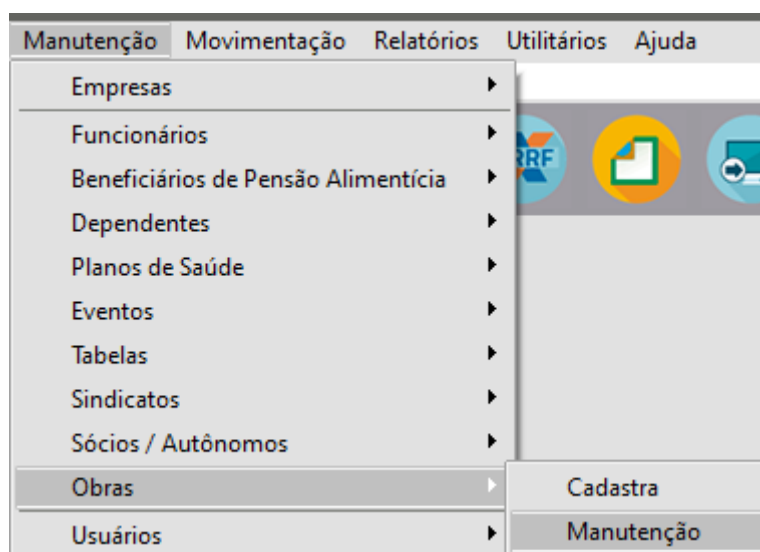 Manutenção Movimentação Relatórios Utilitários Ajuda
Empresas
Funcionários
RRF
Beneficiários de Pensão Alimentícia
Dependentes
Planos de Saúde
Eventos
Tabelas
Sindicatos
Sócios / Autônomos
Obras
Cadastra
Usuários
Manutenção